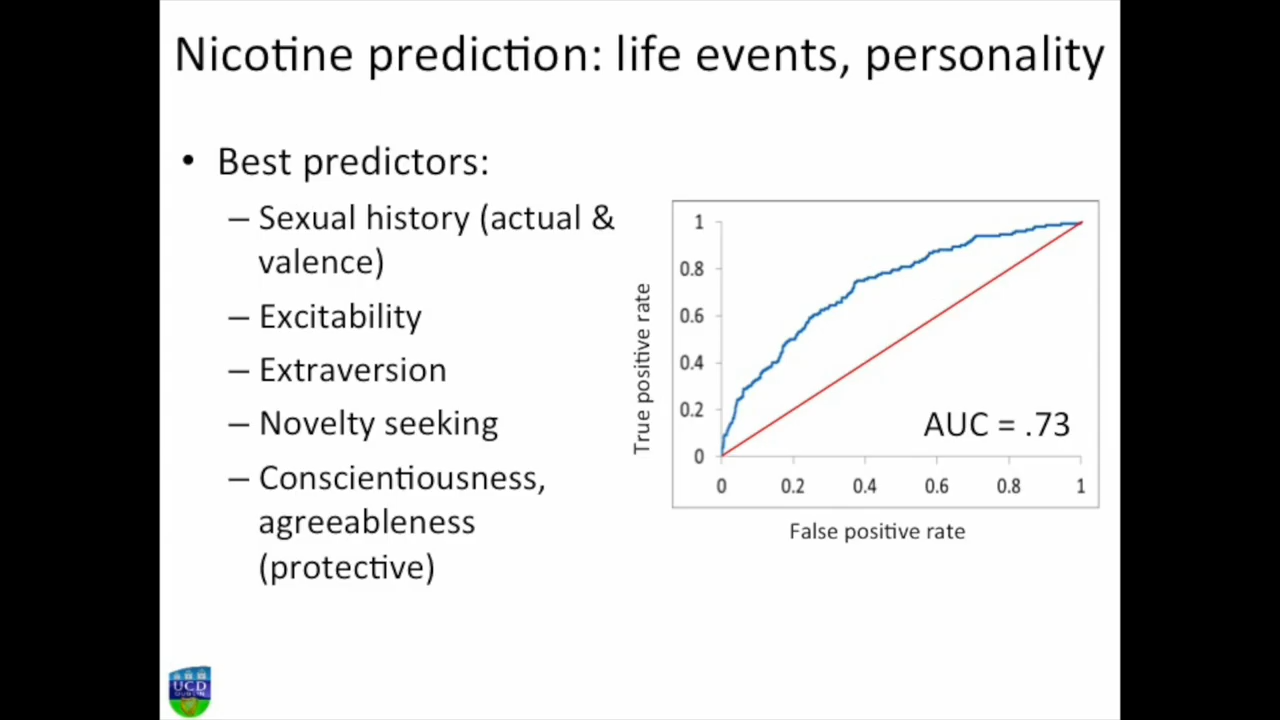 Nicotine prediction: life events, personality
• Best predictors:
– Sexual history (actual &
valence)
– Excitability
– Extraversion
– Novelty seeking
– Conscientiousness,
agreeableness
(protective)
True positive rate
1
0.8
0.6
0.4
0.2
0
AUC = .73
0 0.2 0.4 0.6 0.8 1
False positive rate
UCD
DUBLIN